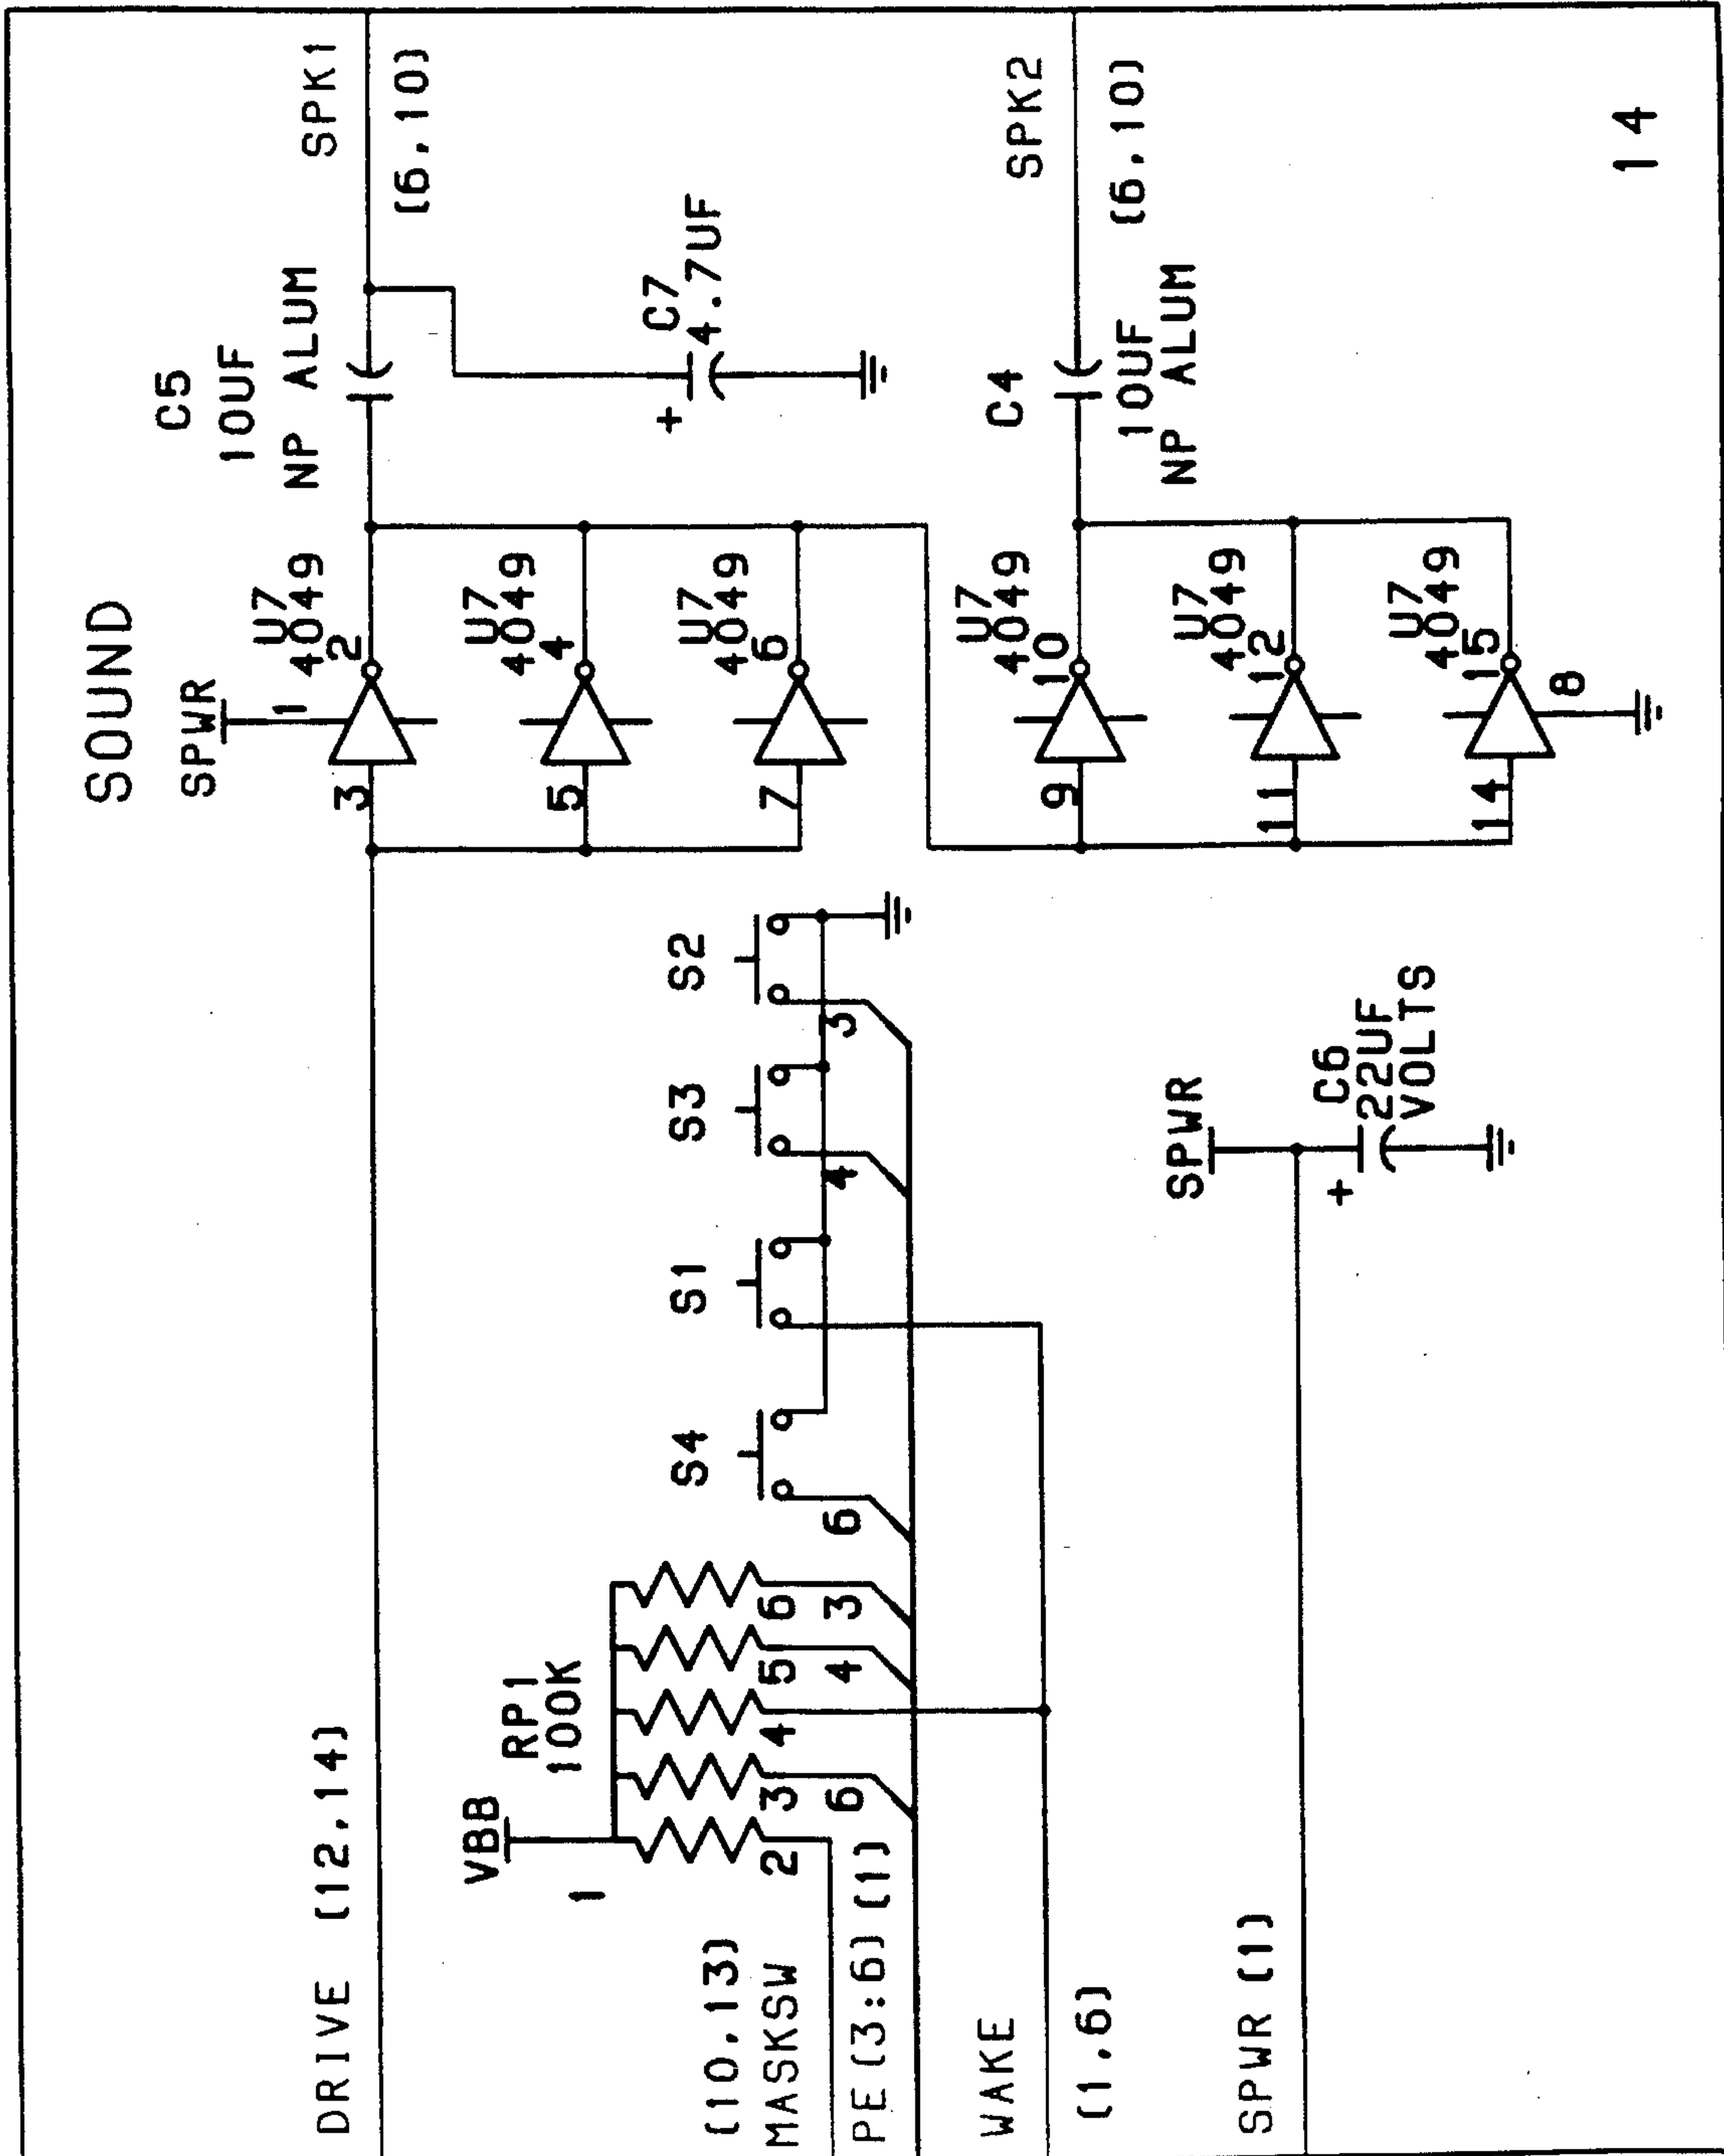 SOUND
DRIVE (12,14)
SPWR
1
3
U7
4049
2
5
U7
4049
4
7
U7
4049
6
C5
10UF
NP ALUM
SPK1
(6,10)
C7
+ 4.7UF
9
U7
4049
10
11
U7
4049
12
14
U7
4049
15
8
C4
10UF
NP ALUM
SPK2
(6,10)
VBB
1
RP1
100K
2
3
4
5
6
6
4
3
S4
6
S1
S3
4
S2
3
(10,13)
MASKSW
PE(3:6)(1)
WAKE
(1,6)
SPWR (1)
SPWR
+
C6
22UF
VOLTS
14